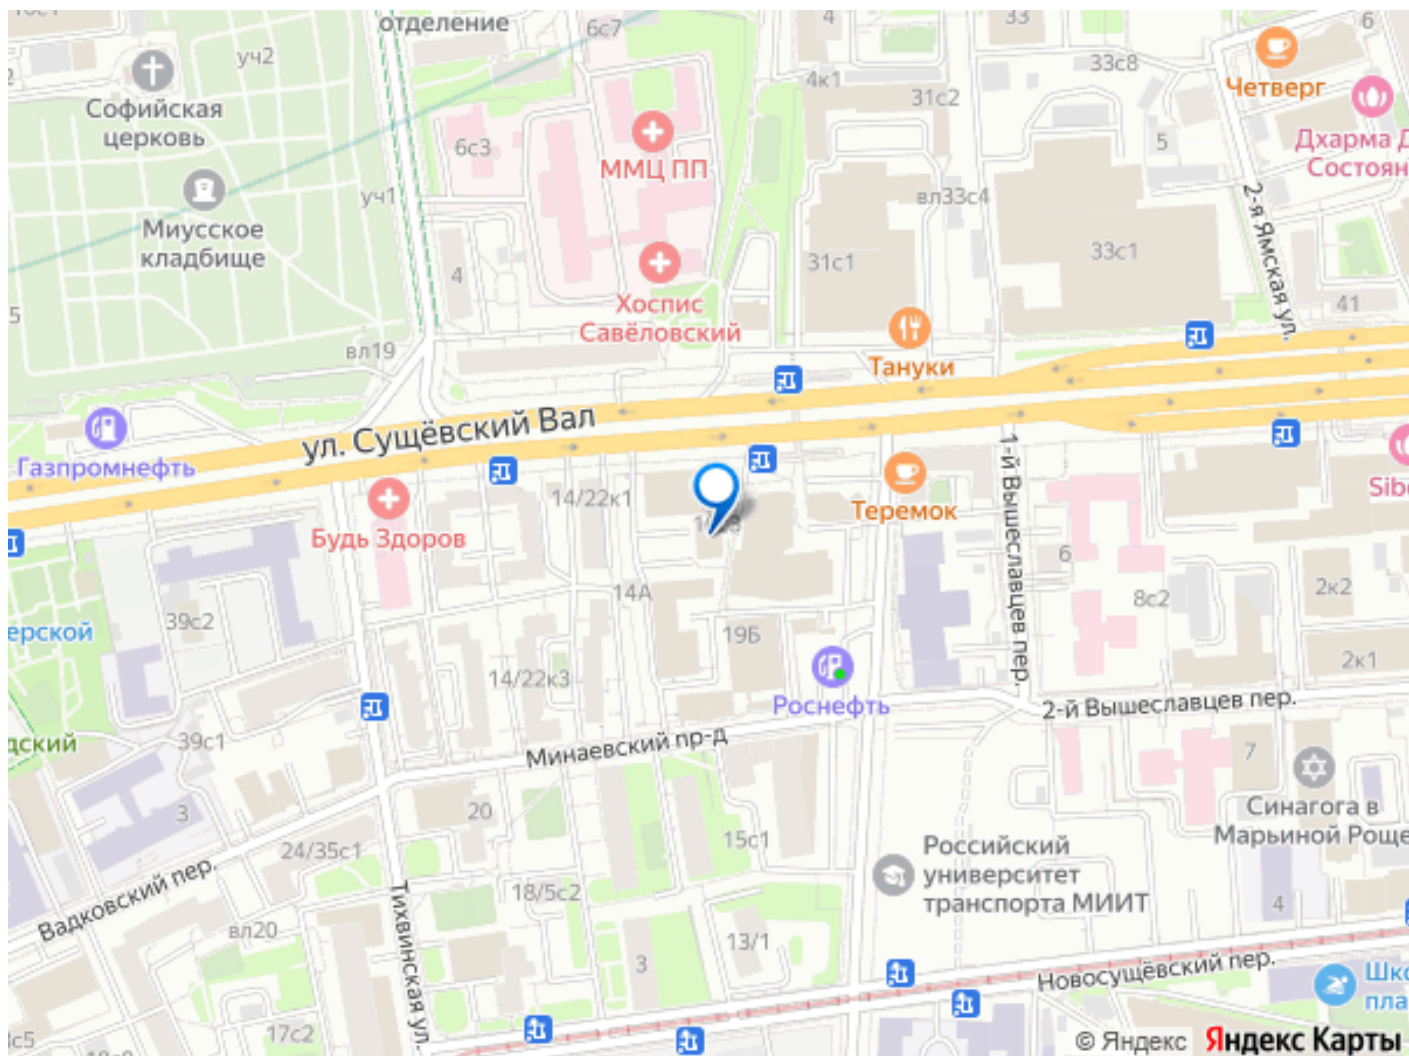 отделение
6с7
4
33
6
уч2
Четверг
33с8
4к1
31с2
Софийская
церковь
6с3
ММЦ ПП
5
Дхарма Д
Состоян
уч1
вл33с4
2-я Ямская ул.
Миусское
кладбище
4
31с1
33с1
Хоспис
Савёловский
41
5
вл19
Тануки
ул. Сущёвский Вал
Газпромнефть
1-й Вышеславцев пер.
14/22к1
Теремок
Sibe
Будь Здоров
6
14А
2к2
8с2
39с2
19Б
ерской
2к1
14/22к3
Роснефть
2-й Вышеславцев пер.
39с1
дский
Минаевский пр-д
7
3
20
Синагога в
Марьиной Роще
15с1
24/35с1
Российский
университет
транспорта МИИТ
Вадковский пер.
Тихвинская ул.
18/5с2
4
вл20
13/1
3
Новосущёвский пер.
Шко
пла
17с2
3с5
© Яндекс Яндекс Карты